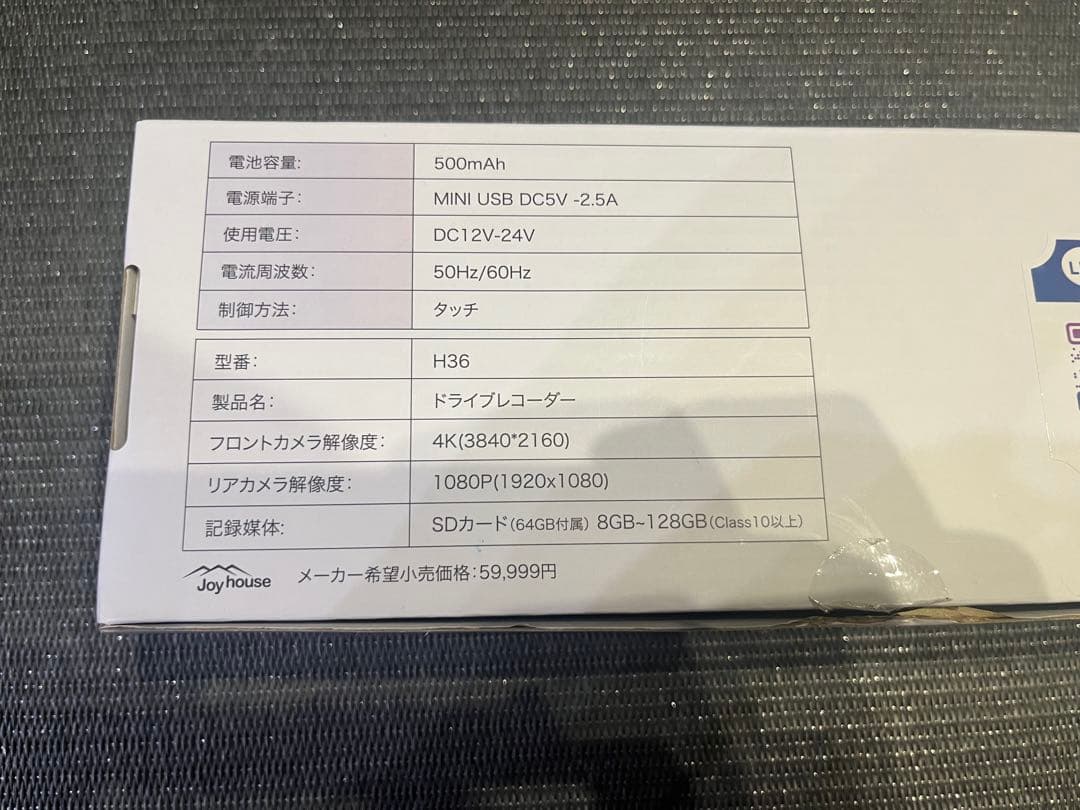 電池容量: 500mAh
電源端子: MINI USB DC5V -2.5A
使用電圧: DC12V-24V
電流周波数: 50Hz/60Hz
制御方法: タッチ
型番: H36
製品名: ドライブレコーダー
フロントカメラ解像度: 4K(3840*2160)
リアカメラ解像度: 1080P(1920x1080)
記録媒体: SDカード(64GB付属) 8GB~128GB(Class10以上)
Joyhouse メーカー希望小売価格:59,999円